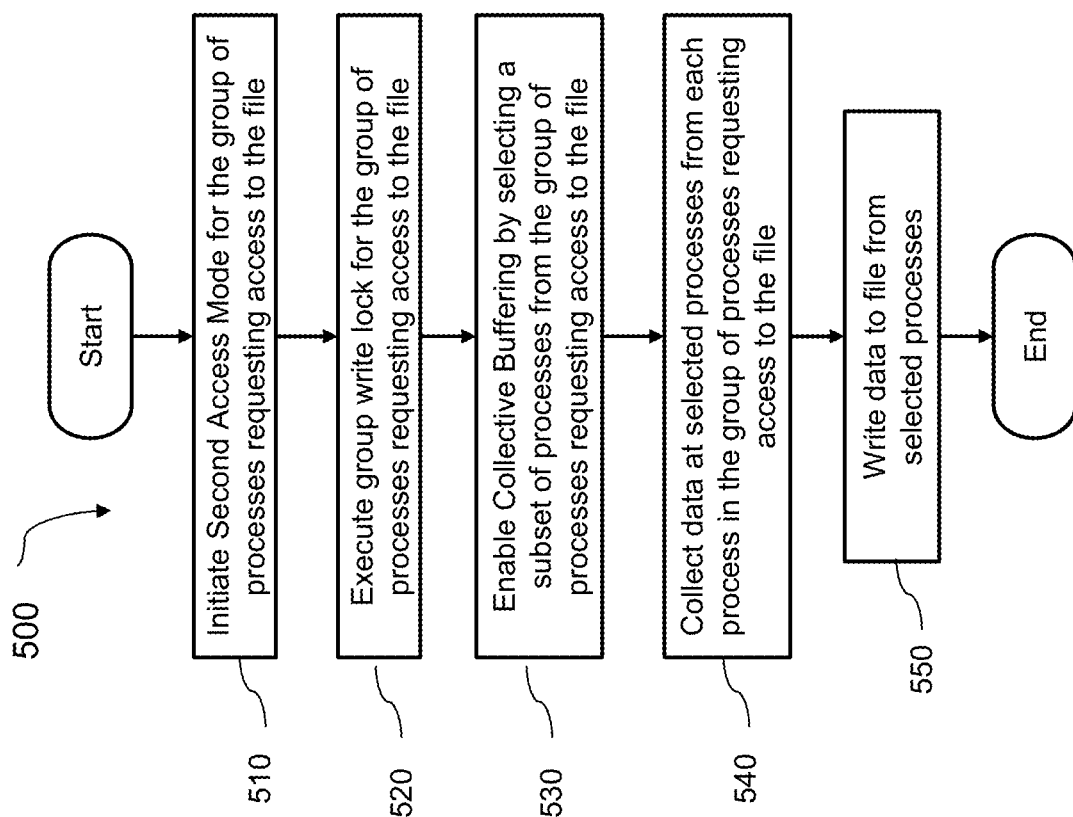 500
Start
510
Initiate Second Access Mode for the group of
processes requesting access to the file
520
Execute group write lock for the group of
processes requesting access to the file
530
Enable Collective Buffering by selecting a
subset of processes from the group of
processes requesting access to the file
540
Collect data at selected processes from each
process in the group of processes requesting
access to the file
550
Write data to file from
selected processes
End